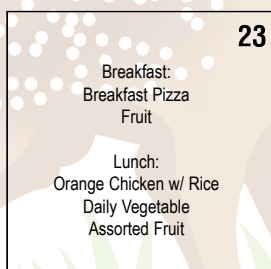 23
Breakfast:
Breakfast Pizza
Fruit
Lunch:
Orange Chicken w/ Rice
Daily Vegetable
Assorted Fruit